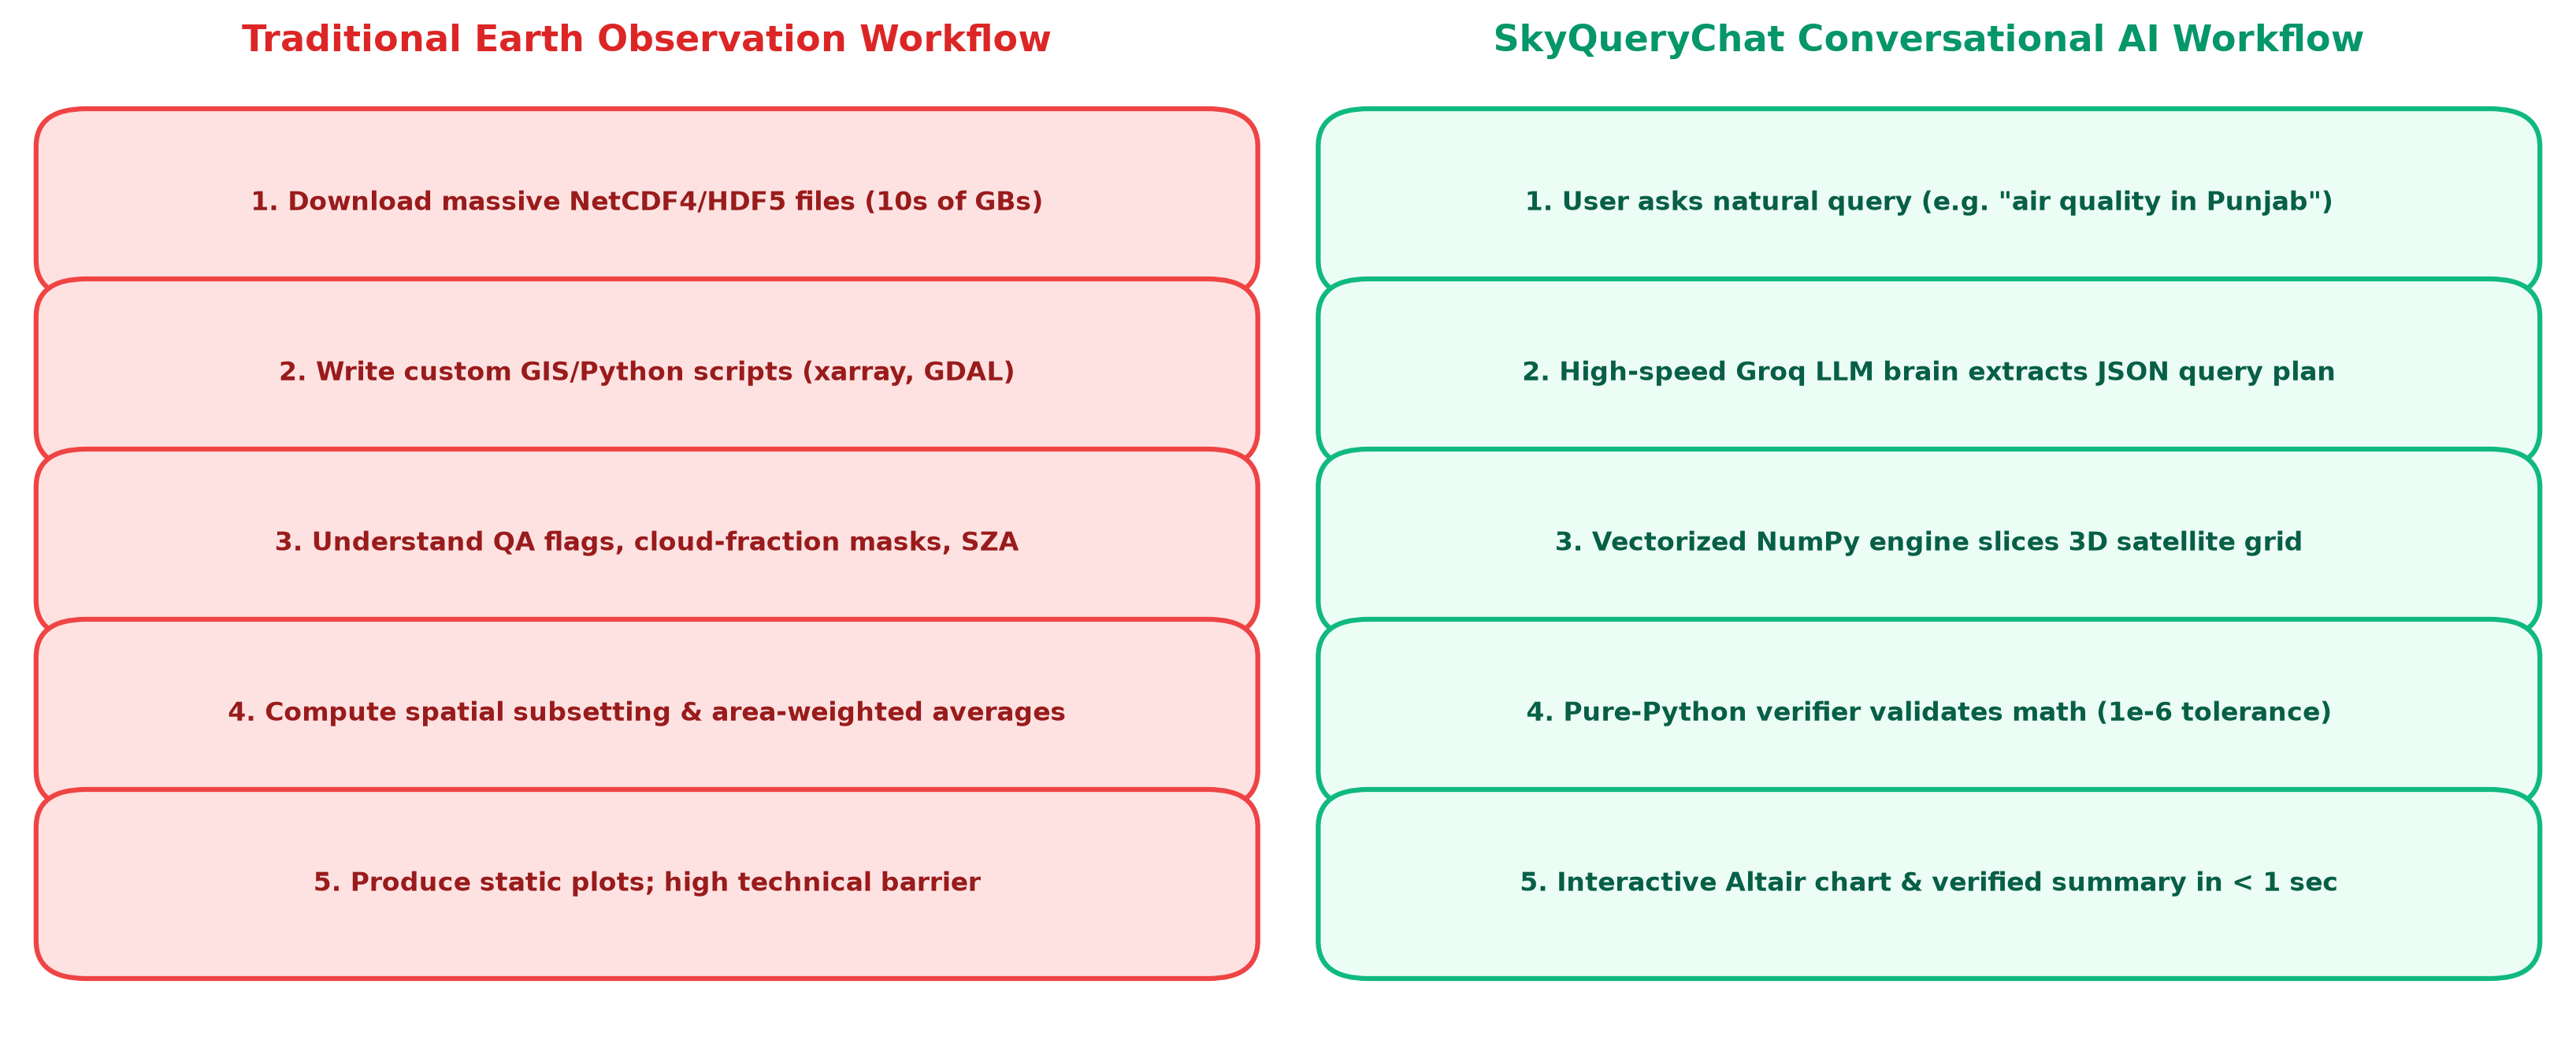 Traditional Earth Observation Workflow
1. Download massive NetCDF4/HDF5 files (10s of GBs)
2. Write custom GIS/Python scripts (xarray, GDAL)
3. Understand QA flags, cloud-fraction masks, SZA
4. Compute spatial subsetting & area-weighted averages
5. Produce static plots; high technical barrier
SkyQueryChat Conversational AI Workflow
1. User asks natural query (e.g. "air quality in Punjab")
2. High-speed Groq LLM brain extracts JSON query plan
3. Vectorized NumPy engine slices 3D satellite grid
4. Pure-Python verifier validates math (1e-6 tolerance)
5. Interactive Altair chart & verified summary in < 1 sec